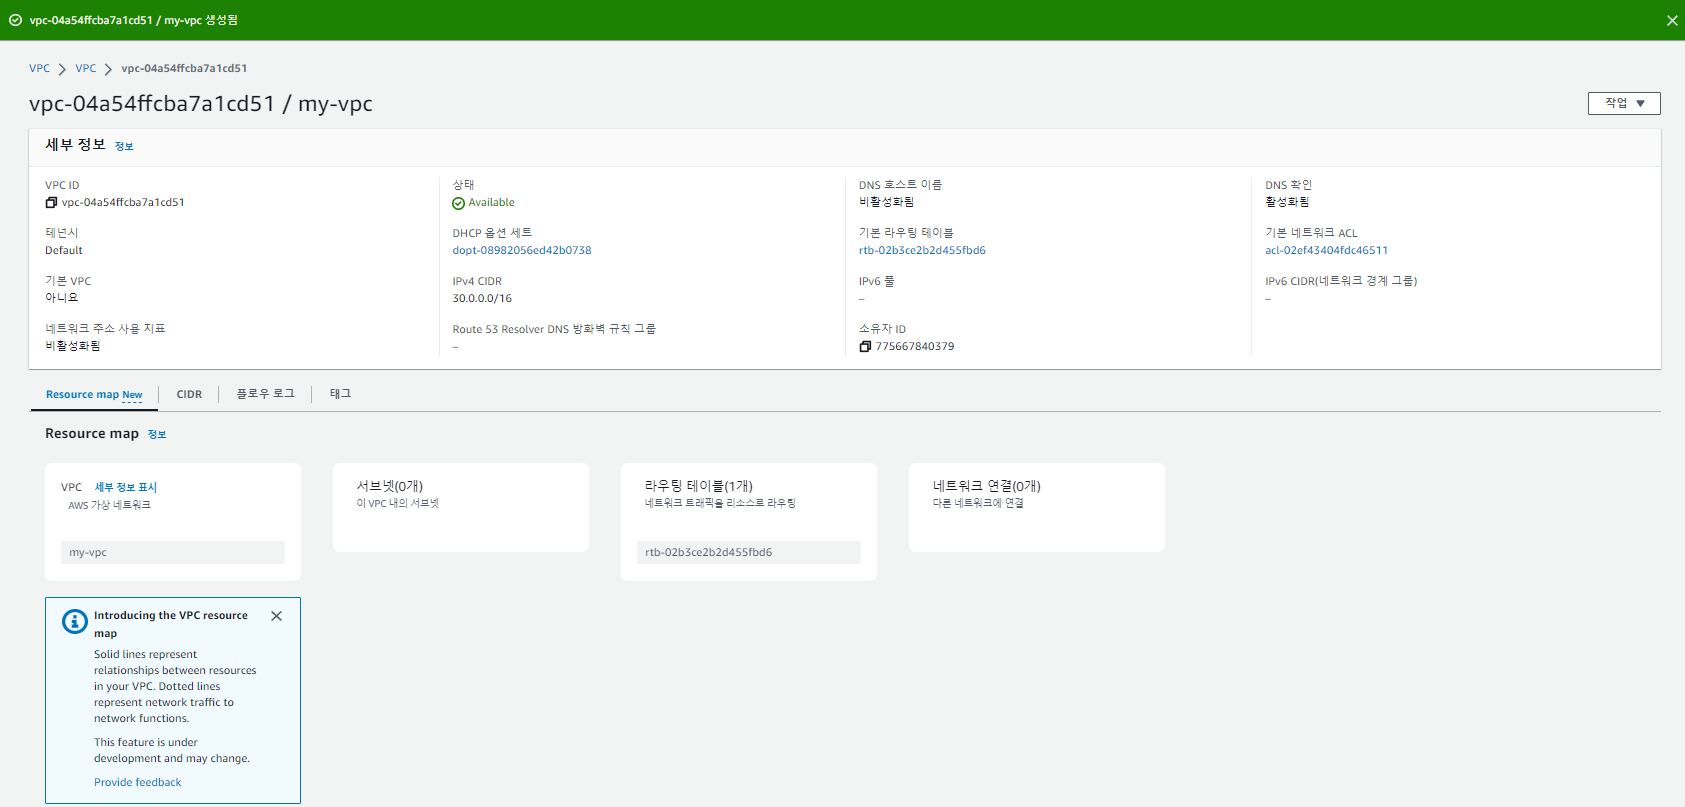 vpc-04a54ffcba7a1cd51 / my-vpc 생성됨
VPC > VPC > vpc-04a54ffcba7a1cd51
vpc-04a54ffcba7a1cd51 / my-vpc
작업 ▼
세부 정보 정보
VPC ID
vpc-04a54ffcba7a1cd51
상태
Available
DNS 호스트 이름
비활성화됨
DNS 확인
활성화됨
테넌시
Default
DHCP 옵션 세트
dopt-08982056ed42b0738
기본 라우팅 테이블
rtb-02b3ce2b2d455fbd6
기본 네트워크 ACL
acl-02ef43404fdc46511
기본 VPC
아니요
IPv4 CIDR
30.0.0.0/16
IPv6 풀
–
IPv6 CIDR(네트워크 경계 그룹)
–
네트워크 주소 사용 지표
비활성화됨
Route 53 Resolver DNS 방화벽 규칙 그룹
–
소유자 ID
775667840379
Resource map New
CIDR
플로우 로그
태그
Resource map 정보
VPC 세부 정보 표시
AWS 가상 네트워크
my-vpc
서브넷(0개)
이 VPC 내의 서브넷
라우팅 테이블(1개)
네트워크 트래픽을 리소스로 라우팅
rtb-02b3ce2b2d455fbd6
네트워크 연결(0개)
다른 네트워크에 연결
Introducing the VPC resource
map
Solid lines represent
relationships between resources
in your VPC. Dotted lines
represent network traffic to
network functions.
This feature is under
development and may change.
Provide feedback